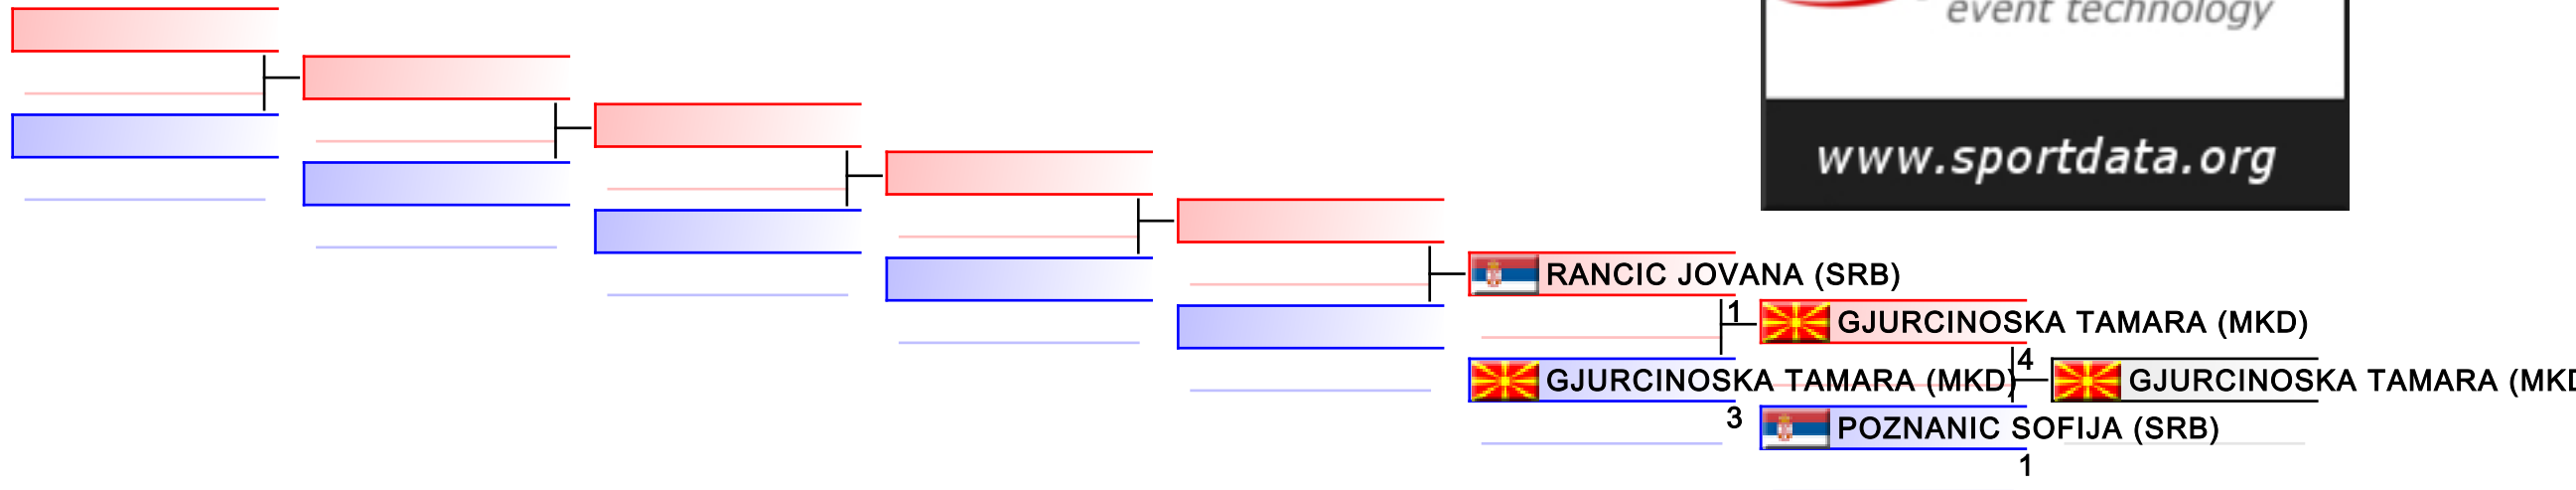 event technology
www.sportdata.org
RANCIC JOVANA (SRB)
1
GJURCINOSKA TAMARA (MKD)
4
GJURCINOSKA TAMARA (MKD)
GJURCINOSKA TAMARA (MKD
3
POZNANIC SOFIJA (SRB)
1